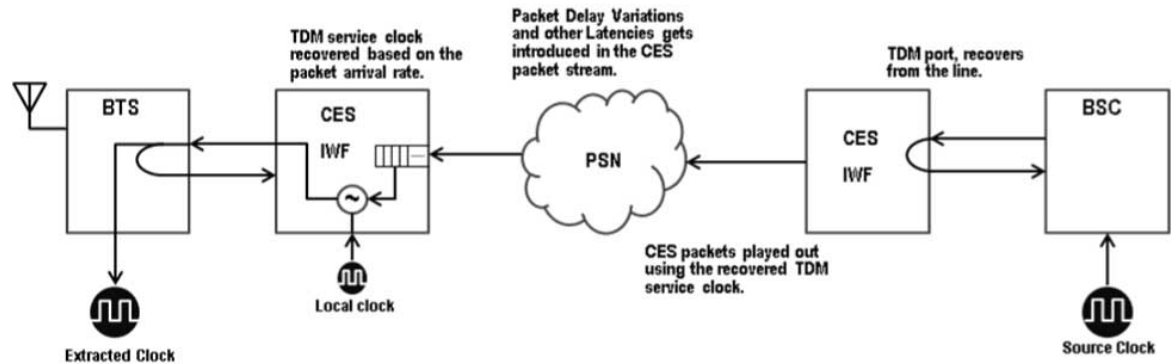 Packet Delay Variations
and other Latencies gets
introduced in the CES
packet stream.
TDM service clock
recovered based on the
packet arrival rate.
TDM port, recovers
from the line.
BTS
CES
IWF
PSN
CES
IWF
BSC
CES packets played out
using the recovered TDM
service clock.
Local clock
Extracted Clock
Source Clock